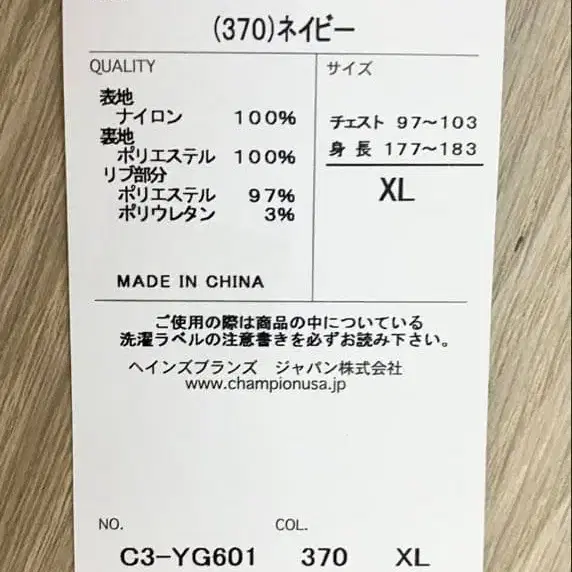 (370)ネイビー
QUALITY
表地
ナイロン 100%
裏地
ポリエステル 100%
リブ部分
ポリエステル 97%
ポリウレタン 3%
MADE IN CHINA
サイズ
チェスト 97～103
身長 177～183
XL
ご使用の際は商品の中についている
洗濯ラベルの注意書きを必ずお読み下さい。
ヘインズブランズ ジャパン株式会社
www.championusa.jp
NO. COL.
C3-YG601 370 XL